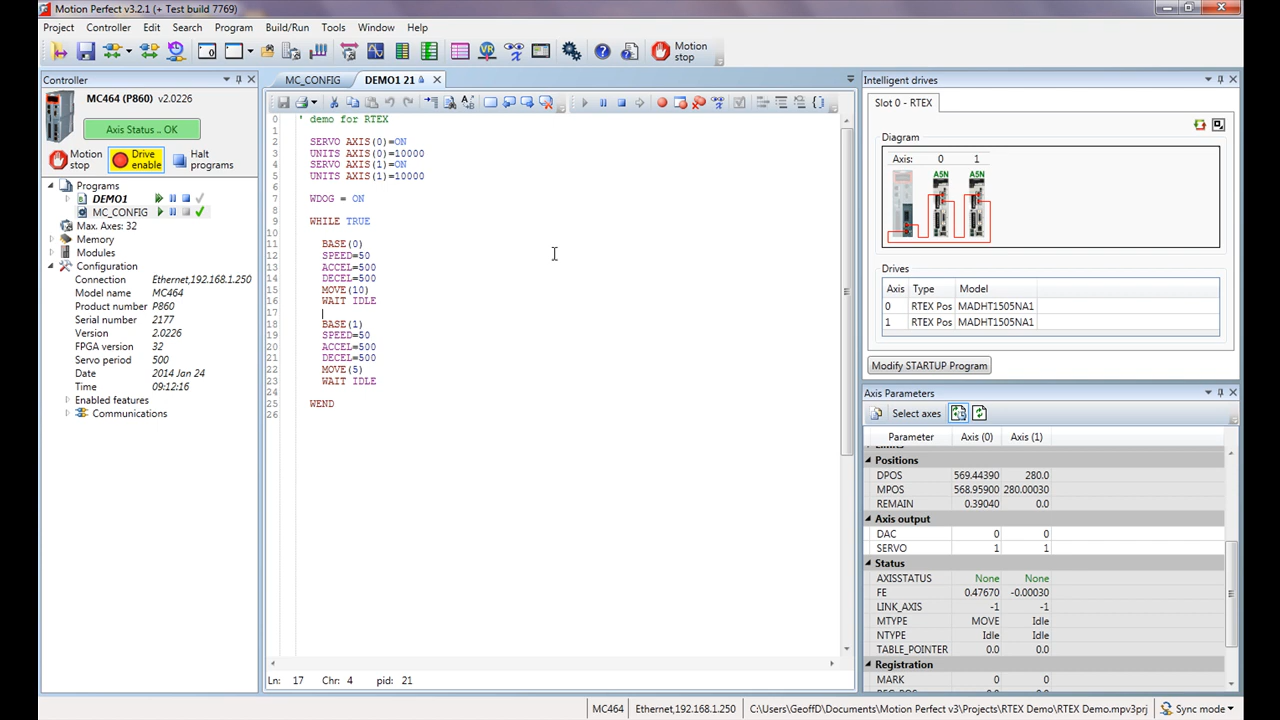 Motion Perfect v3.2.1 (+ Test build 7769)
Project Controller Edit Search Program Build/Run Tools Window Help
Motion stop
Controller
MC464 (P860) v2.0226
Axis Status .. OK
Motion stop
Drive enable
Halt programs
Programs
DEMO1
MC_CONFIG
Max. Axes: 32
Memory
Modules
Configuration
Connection Ethernet,192.168.1.250
Model name MC464
Product number P860
Serial number 2177
Version 2.0226
FPGA version 32
Servo period 500
Date 2014 Jan 24
Time 09:12:16
Enabled features
Communications
MC_CONFIG DEMO1 21
0 ' demo for RTEX
1
2 SERVO AXIS(0)=ON
3 UNITS AXIS(0)=10000
4 SERVO AXIS(1)=ON
5 UNITS AXIS(1)=10000
6
7 WDOG = ON
8
9 WHILE TRUE
10
11 BASE(0)
12 SPEED=50
13 ACCEL=500
14 DECEL=500
15 MOVE(10)
16 WAIT IDLE
17
18 BASE(1)
19 SPEED=50
20 ACCEL=500
21 DECEL=500
22 MOVE(5)
23 WAIT IDLE
24
25 WEND
26
Ln: 17 Chr: 4 pid: 21
Intelligent drives
Slot 0 - RTEX
Diagram
Axis: 0 1
A5N A5N
Drives
Axis Type Model
0 RTEX Pos MADHT1505NA1
1 RTEX Pos MADHT1505NA1
Modify STARTUP Program
Axis Parameters
Select axes
Parameter Axis (0) Axis (1)
Limits
Positions
DPOS 569.44390 280.0
MPOS 568.95900 280.00030
REMAIN 0.39040 0.0
Axis output
DAC 0 0
SERVO 1 1
Status
AXISSTATUS None None
FE 0.47670 -0.00030
LINK_AXIS -1 -1
MTYPE MOVE Idle
NTYPE Idle Idle
TABLE_POINTER 0.0 0.0
Registration
MARK 0 0
REG_POS
MC464 Ethernet,192.168.1.250 C:\Users\GeoffD\Documents\Motion Perfect v3\Projects\RTEX Demo\RTEX Demo.mpv3prj Sync mode